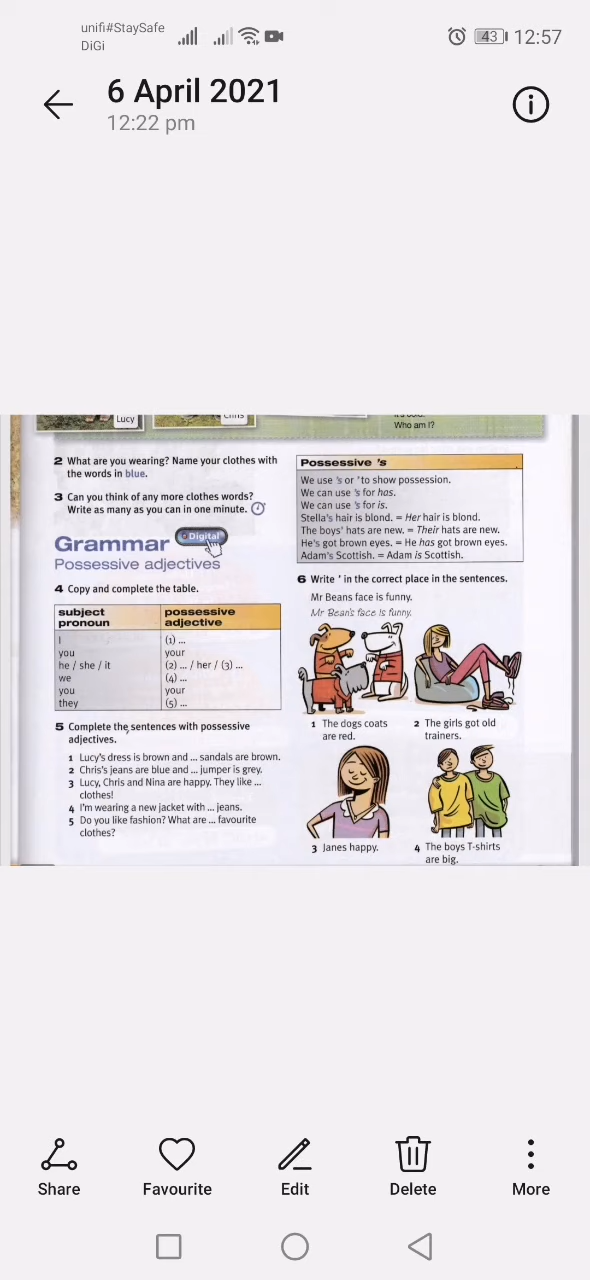 unifi#StaySafe
DiGi
43 12:57
6 April 2021
12:22 pm
Lucy
Chris
It's cold.
Who am I?
2 What are you wearing? Name your clothes with
the words in blue.
3 Can you think of any more clothes words?
Write as many as you can in one minute.
Grammar Digital
Possessive adjectives
4 Copy and complete the table.
subject possessive
pronoun adjective
I (1) ...
you your
he / she / it (2) ... / her / (3) ...
we (4) ...
you your
they (5) ...
5 Complete the sentences with possessive
adjectives.
1 Lucy's dress is brown and ... sandals are brown.
2 Chris's jeans are blue and ... jumper is grey.
3 Lucy, Chris and Nina are happy. They like ...
clothes!
4 I'm wearing a new jacket with ... jeans.
5 Do you like fashion? What are ... favourite
clothes?
Possessive 's
We use 's or ' to show possession.
We can use 's for has.
We can use 's for is.
Stella's hair is blond. = Her hair is blond.
The boys' hats are new. = Their hats are new.
He's got brown eyes. = He has got brown eyes.
Adam's Scottish. = Adam is Scottish.
6 Write ' in the correct place in the sentences.
Mr Beans face is funny.
Mr Bean's face is funny.
1 The dogs coats
are red.
2 The girls got old
trainers.
3 Janes happy.
4 The boys T-shirts
are big.
Share
Favourite
Edit
Delete
More